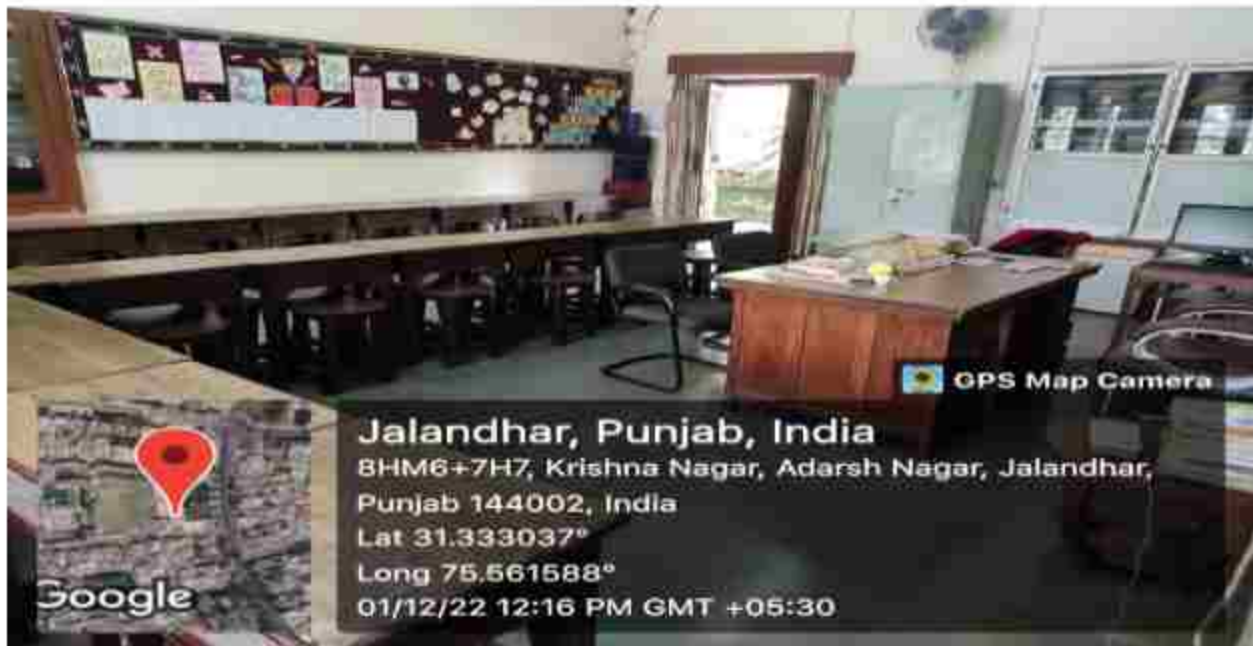 GPS Map Camera
Jalandhar, Punjab, India
8HM6+7H7, Krishna Nagar, Adarsh Nagar, Jalandhar,
Punjab 144002, India
Lat 31.333037°
Long 75.561588°
01/12/22 12:16 PM GMT +05:30
Google